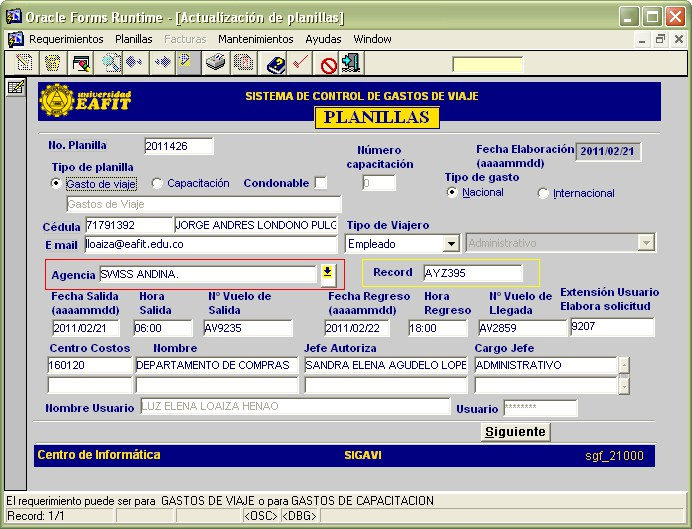 Oracle Forms Runtime - [Actualización de planillas]
Requerimientos Planillas Facturas Mantenimientos Ayudas Window
universidad
EAFIT
SISTEMA DE CONTROL DE GASTOS DE VIAJE
PLANILLAS
No. Planilla 2011426
Número
capacitación
0
Fecha Elaboración
(aaaammdd)
2011/02/21
Tipo de planilla
Gasto de viaje Capacitación Condonable
Tipo de gasto
Nacional Internacional
Gastos de Viaje
Cédula 71791392 JORGE ANDRES LONDONO PULG
Tipo de Viajero
E mail lloaiza@eafit.edu.co
Empleado Administrativo
Agencia SWISS ANDINA.
Record AYZ395
Fecha Salida
(aaaammdd)
Hora
Salida
Nº Vuelo de
Salida
Fecha Regreso
(aaaammdd)
Hora
Regreso
Nº Vuelo de
Llegada
Extensión Usuario
Elabora solicitud
2011/02/21 06:00 AV9235 2011/02/22 18:00 AV2859 9207
Centro Costos Nombre Jefe Autoriza Cargo Jefe
160120 DEPARTAMENTO DE COMPRAS SANDRA ELENA AGUDELO LOPE ADMINISTRATIVO
Nombre Usuario LUZ ELENA LOAIZA HENAO Usuario ********
Siguiente
Centro de Informática SIGAVI sgf_21000
El requerimiento puede ser para GASTOS DE VIAJE o para GASTOS DE CAPACITACION
Record: 1/1 <OSC> <DBG>